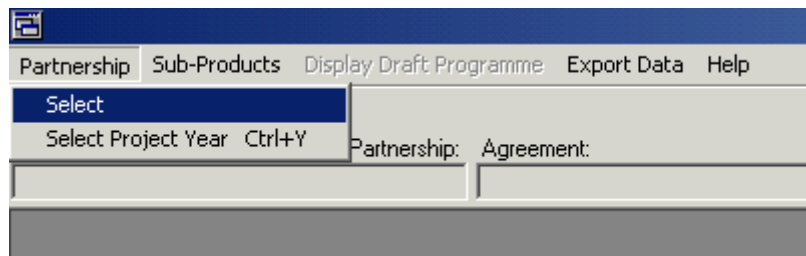 Partnership Sub-Products Display Draft Programme Export Data Help
Select
Select Project Year Ctrl+Y
Partnership: Agreement: